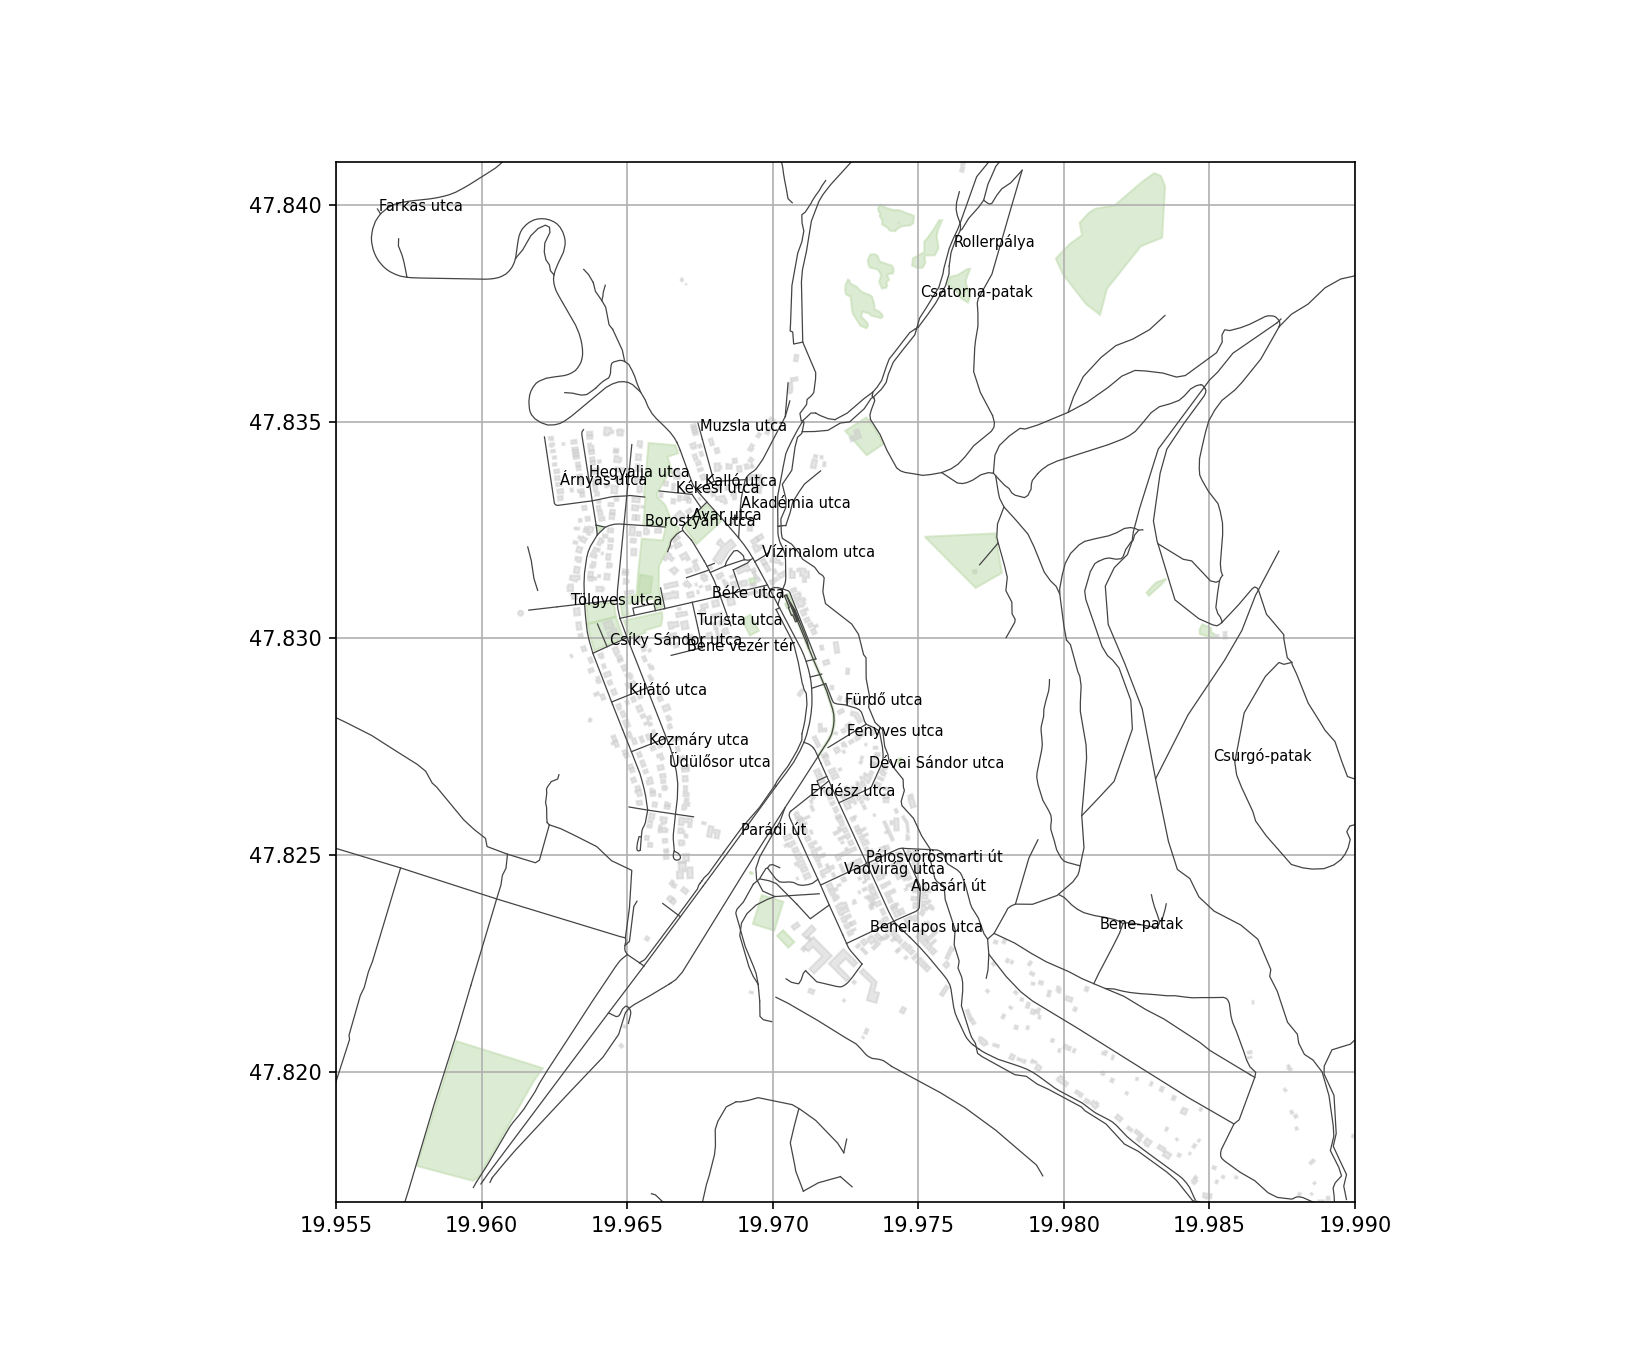 47.840
Farkas utca
Rollerpálya
Csatorna-patak
47.835
Muzsla utca
Hegyalja utca
Árnyas utca
Kalló utca
Kékesi utca
Akadémia utca
Avar utca
Borostyán utca
Vízimalom utca
Béke utca
Tölgyes utca
Turista utca
47.830
Csíky Sándor utca
Bene vezér tér
Kilátó utca
Fürdő utca
Fenyves utca
Kozmáry utca
Csurgó-patak
Üdülősor utca
Dévai Sándor utca
Erdész utca
Parádi út
47.825
Pálosvörösmarti út
Vadvirág utca
Abasári út
Bene-patak
Benelapos utca
47.820
19.955 19.960 19.965 19.970 19.975 19.980 19.985 19.990